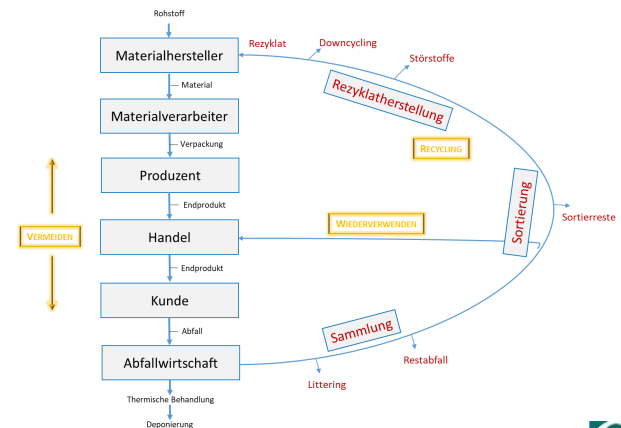 Rohstoff
Materialhersteller
Rezyklat
Downcycling
Störstoffe
Material
Rezyklatherstellung
Materialverarbeiter
Verpackung
RECYCLING
Produzent
Endprodukt
Sortierung
Sortierreste
VERMEIDEN
Handel
WIEDERVERWENDEN
Endprodukt
Kunde
Abfall
Sammlung
Restabfall
Abfallwirtschaft
Littering
Thermische Behandlung
Deponierung